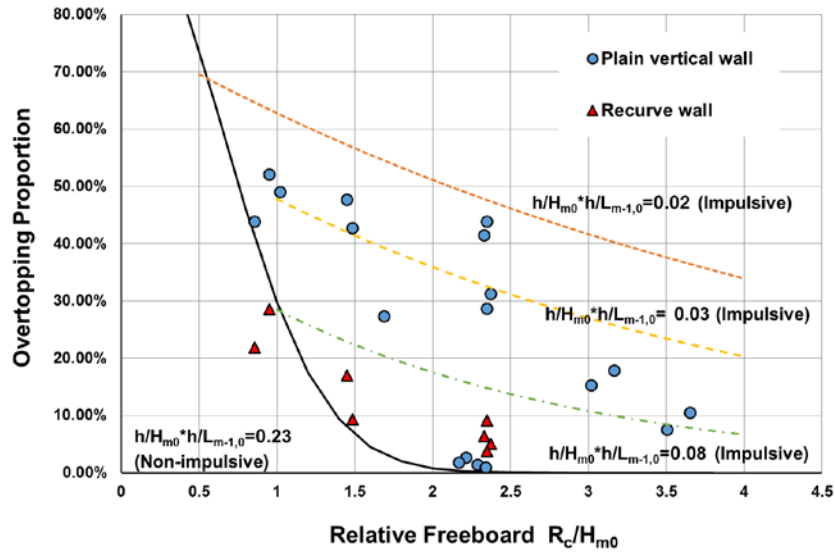 80.00%
70.00%
60.00%
50.00%
40.00%
30.00%
20.00%
10.00%
0.00%
Overtopping Proportion
Plain vertical wall
Recurve wall
h/Hm0*h/Lm-1,0=0.02 (Impulsive)
h/Hm0*h/Lm-1,0= 0.03 (Impulsive)
h/Hm0*h/Lm-1,0=0.23
(Non-impulsive)
h/Hm0*h/Lm-1,0=0.08 (Impulsive)
0 0.5 1 1.5 2 2.5 3 3.5 4 4.5
Relative Freeboard Rc/Hm0